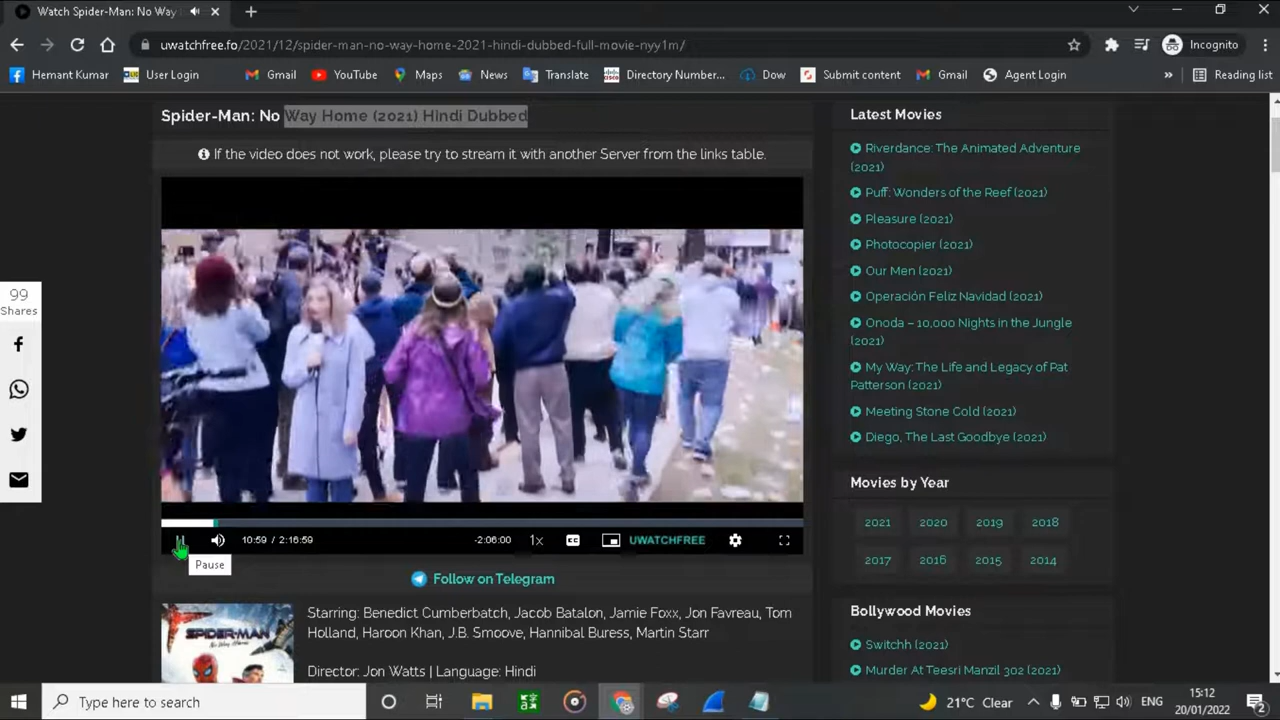 Watch Spider-Man: No Way
uwatchfree.fo/2021/12/spider-man-no-way-home-2021-hindi-dubbed-full-movie-nyy1m/
Incognito
Hemant Kumar
User Login
Gmail
YouTube
Maps
News
Translate
Directory Number...
Dow
Submit content
Gmail
Agent Login
»
Reading list
Spider-Man: No Way Home (2021) Hindi Dubbed
If the video does not work, please try to stream it with another Server from the links table.
99
Shares
10:59 / 2:16:59
-2:06:00
1x
CC
UWATCHFREE
Pause
Follow on Telegram
SPIDER-MAN
Starring: Benedict Cumberbatch, Jacob Batalon, Jamie Foxx, Jon Favreau, Tom
Holland, Haroon Khan, J.B. Smoove, Hannibal Buress, Martin Starr
Director: Jon Watts | Language: Hindi
Latest Movies
Riverdance: The Animated Adventure
(2021)
Puff: Wonders of the Reef (2021)
Pleasure (2021)
Photocopier (2021)
Our Men (2021)
Operación Feliz Navidad (2021)
Onoda – 10,000 Nights in the Jungle
(2021)
My Way: The Life and Legacy of Pat
Patterson (2021)
Meeting Stone Cold (2021)
Diego, The Last Goodbye (2021)
Movies by Year
2021 2020 2019 2018
2017 2016 2015 2014
Bollywood Movies
Switchh (2021)
Murder At Teesri Manzil 302 (2021)
Type here to search
21°C Clear
ENG
15:12
20/01/2022
2